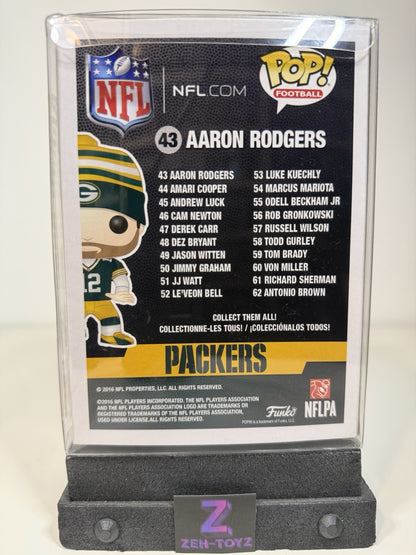 NFL
NFL.COM
POP!
FOOTBALL
43 AARON RODGERS
43 AARON RODGERS
44 AMARI COOPER
45 ANDREW LUCK
46 CAM NEWTON
47 DEREK CARR
48 DEZ BRYANT
49 JASON WITTEN
50 JIMMY GRAHAM
51 JJ WATT
52 LE'VEON BELL
53 LUKE KUECHLY
54 MARCUS MARIOTA
55 ODELL BECKHAM JR
56 ROB GRONKOWSKI
57 RUSSELL WILSON
58 TODD GURLEY
59 TOM BRADY
60 VON MILLER
61 RICHARD SHERMAN
62 ANTONIO BROWN
G
12
COLLECT THEM ALL!
COLLECTIONNE-LES TOUS! / ¡COLECCIÓNALOS TODOS!
PACKERS
© 2016 NFL PROPERTIES, LLC. ALL RIGHTS RESERVED.
©2016 NFL PLAYERS INCORPORATED. THE NFL PLAYERS ASSOCIATION
AND NFL PLAYERS ASSOCIATION LOGO ARE TRADEMARKS OR
REGISTERED TRADEMARKS OF THE NFL PLAYERS ASSOCIATION.
USED UNDER LICENSE. ALL RIGHTS RESERVED.
Funko
NFLPA
POP!® is a trademark of Funko, LLC.
Z
ZEH-TOYZ